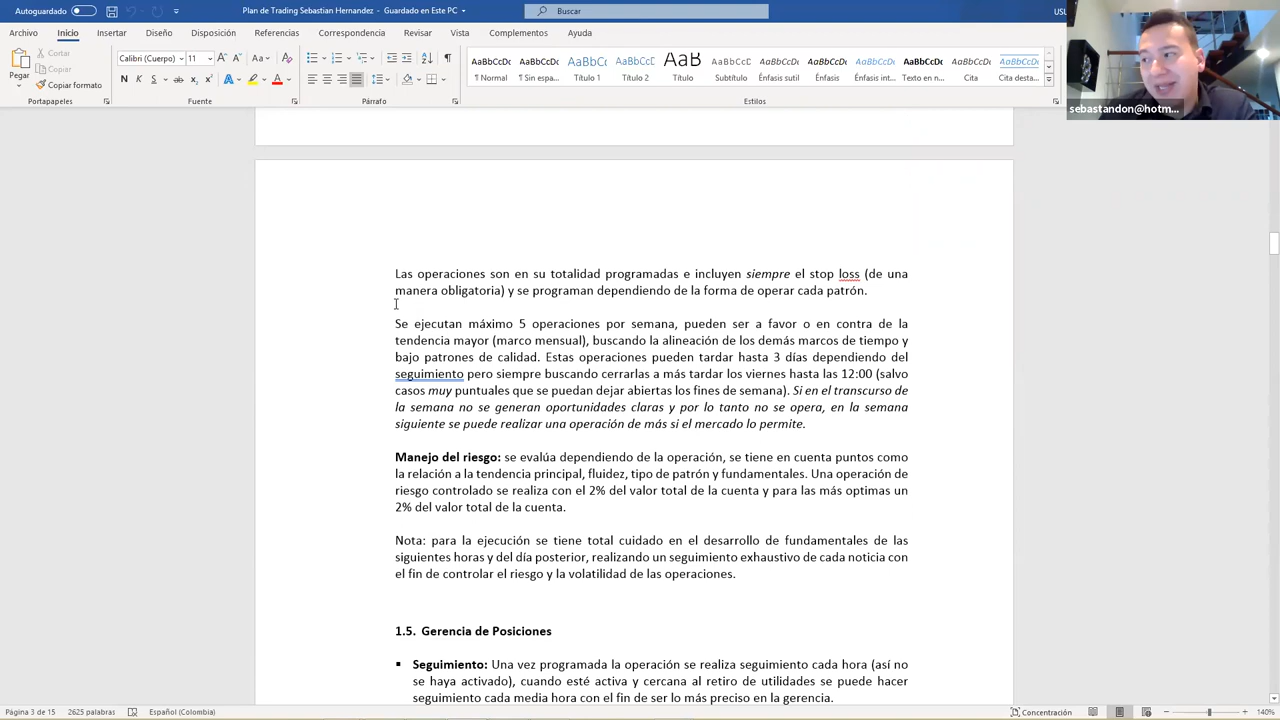 Autoguardado
Plan de Trading Sebastian Hernandez - Guardado en Este PC
Buscar
Archivo Inicio Insertar Diseño Disposición Referencias Correspondencia Revisar Vista Complementos Ayuda
Pegar
Cortar
Copiar
Copiar formato
Portapapeles
Calibri (Cuerpo) 11
N K S
Fuente
Párrafo
AaBbCcDc AaBbCcDc AaBbCc AaBbCcD AaB AaBbCcC AaBbCcD AaBbCcDt AaBbCcDt AaBbCcDc AaBbCcDt AaBbCcDt
¶ Normal ¶ Sin espa... Título 1 Título 2 Título Subtítulo Énfasis sutil Énfasis Énfasis int... Texto en n... Cita Cita desta...
Estilos
sebastandon@hotm...
Las operaciones son en su totalidad programadas e incluyen siempre el stop loss (de una
manera obligatoria) y se programan dependiendo de la forma de operar cada patrón.
Se ejecutan máximo 5 operaciones por semana, pueden ser a favor o en contra de la
tendencia mayor (marco mensual), buscando la alineación de los demás marcos de tiempo y
bajo patrones de calidad. Estas operaciones pueden tardar hasta 3 días dependiendo del
seguimiento pero siempre buscando cerrarlas a más tardar los viernes hasta las 12:00 (salvo
casos muy puntuales que se puedan dejar abiertas los fines de semana). Si en el transcurso de
la semana no se generan oportunidades claras y por lo tanto no se opera, en la semana
siguiente se puede realizar una operación de más si el mercado lo permite.
Manejo del riesgo: se evalúa dependiendo de la operación, se tiene en cuenta puntos como
la relación a la tendencia principal, fluidez, tipo de patrón y fundamentales. Una operación de
riesgo controlado se realiza con el 2% del valor total de la cuenta y para las más optimas un
2% del valor total de la cuenta.
Nota: para la ejecución se tiene total cuidado en el desarrollo de fundamentales de las
siguientes horas y del día posterior, realizando un seguimiento exhaustivo de cada noticia con
el fin de controlar el riesgo y la volatilidad de las operaciones.
1.5. Gerencia de Posiciones
▪ Seguimiento: Una vez programada la operación se realiza seguimiento cada hora (así no
se haya activado), cuando esté activa y cercana al retiro de utilidades se puede hacer
seguimiento cada media hora con el fin de ser lo más preciso en la gerencia.
Página 3 de 15 2625 palabras Español (Colombia) Concentración 140%